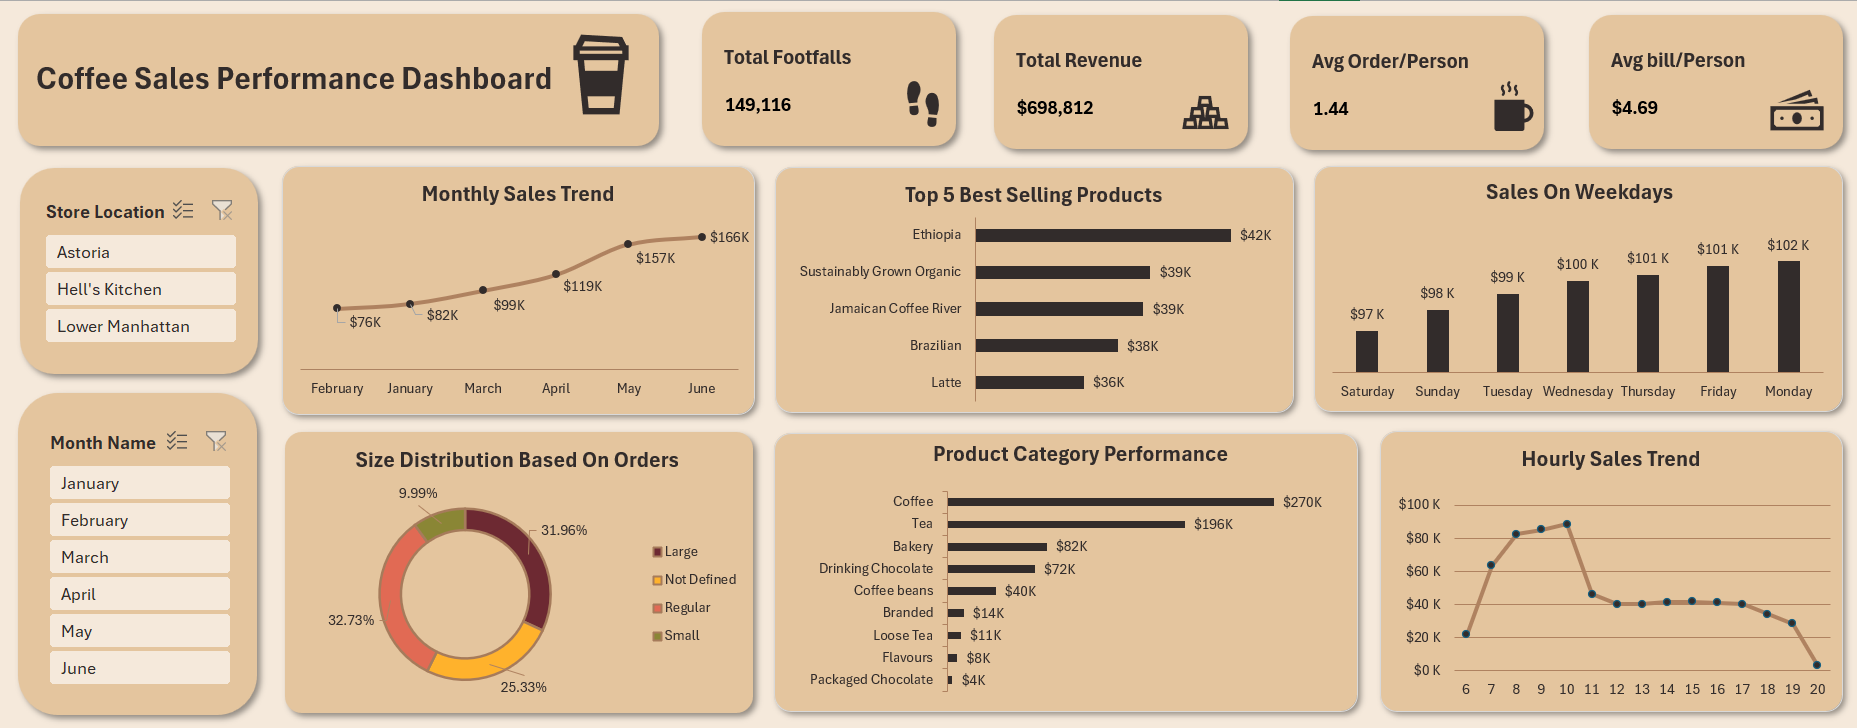 Coffee Sales Performance Dashboard
Total Footfalls
149,116
Total Revenue
$698,812
Avg Order/Person
1.44
Avg bill/Person
$4.69
Store Location
Astoria
Hell's Kitchen
Lower Manhattan
Month Name
January
February
March
April
May
June
Monthly Sales Trend
$76K
$82K
$99K
$119K
$157K
$166K
February January March April May June
Top 5 Best Selling Products
Ethiopia $42K
Sustainably Grown Organic $39K
Jamaican Coffee River $39K
Brazilian $38K
Latte $36K
Sales On Weekdays
$97 K $98 K $99 K $100 K $101 K $101 K $102 K
Saturday Sunday Tuesday Wednesday Thursday Friday Monday
Size Distribution Based On Orders
9.99%
31.96%
32.73%
25.33%
Large
Not Defined
Regular
Small
Product Category Performance
Coffee $270K
Tea $196K
Bakery $82K
Drinking Chocolate $72K
Coffee beans $40K
Branded $14K
Loose Tea $11K
Flavours $8K
Packaged Chocolate $4K
Hourly Sales Trend
$100 K
$80 K
$60 K
$40 K
$20 K
$0 K
6 7 8 9 10 11 12 13 14 15 16 17 18 19 20